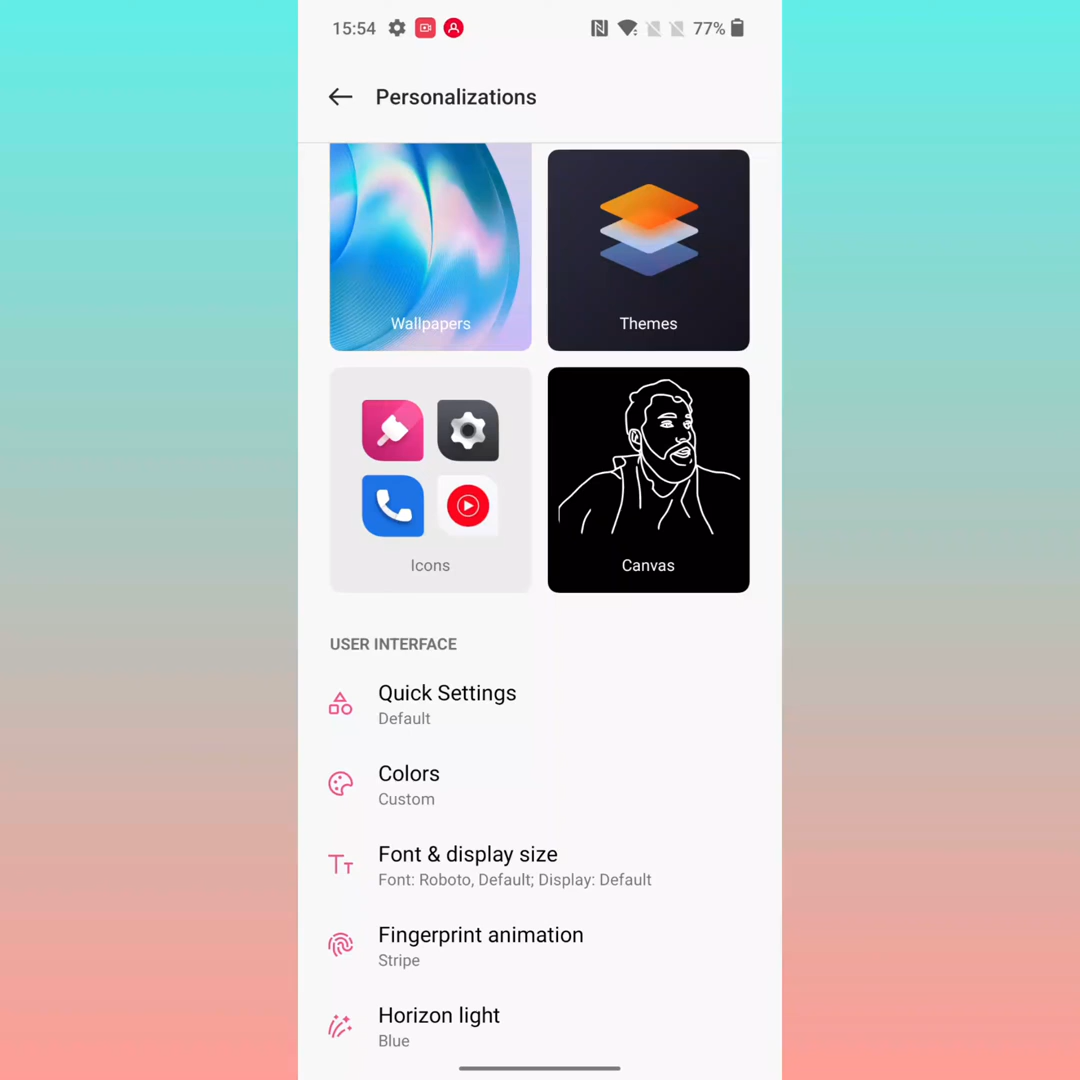 15:54 77%
Personalizations
Wallpapers Themes
Icons Canvas
USER INTERFACE
Quick Settings
Default
Colors
Custom
Font & display size
Font: Roboto, Default; Display: Default
Fingerprint animation
Stripe
Horizon light
Blue